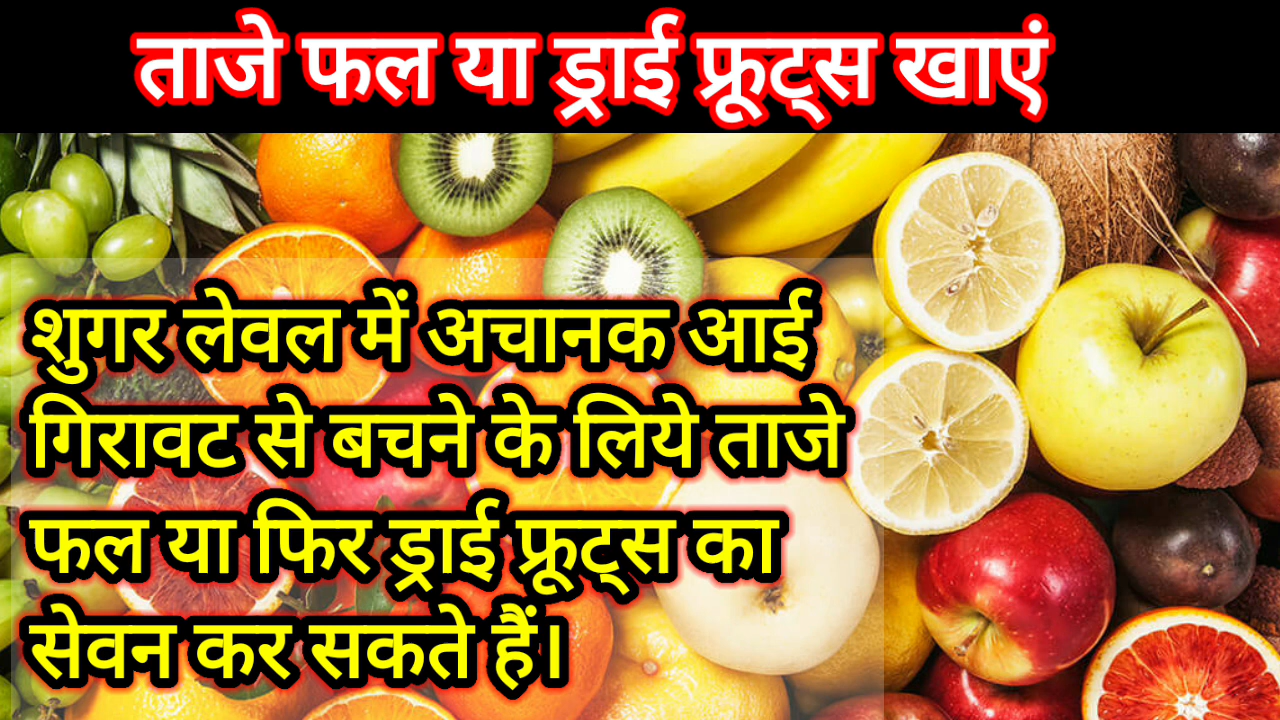 ताजे फल या ड्राई फ्रूट्स खाएं
शुगर लेवल में अचानक आई
गिरावट से बचने के लिये ताजे
फल या फिर ड्राई फ्रूट्स का
सेवन कर सकते हैं।